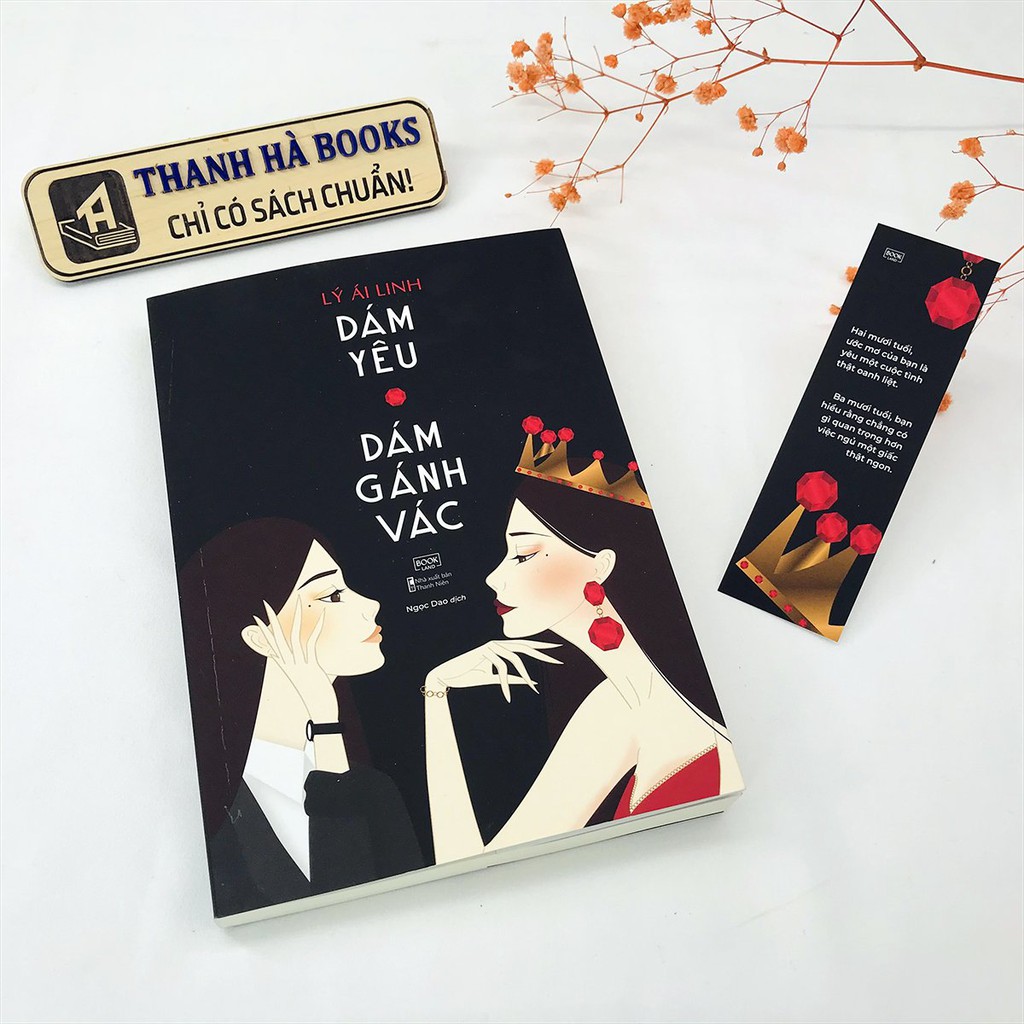 THANH HÀ BOOKS
CHỈ CÓ SÁCH CHUẨN!
LÝ ÁI LINH
DÁM
YÊU
DÁM
GÁNH
VÁC
BOOK
LAND
Nhà xuất bản
Thanh Niên
Ngọc Dao dịch
BOOK
LAND
Hai mươi tuổi,
ước mơ của bạn là
yêu một cuộc tình
thật oanh liệt.
Ba mươi tuổi, bạn
hiểu rằng chẳng có
gì quan trọng hơn
việc ngủ một giấc
thật ngon.